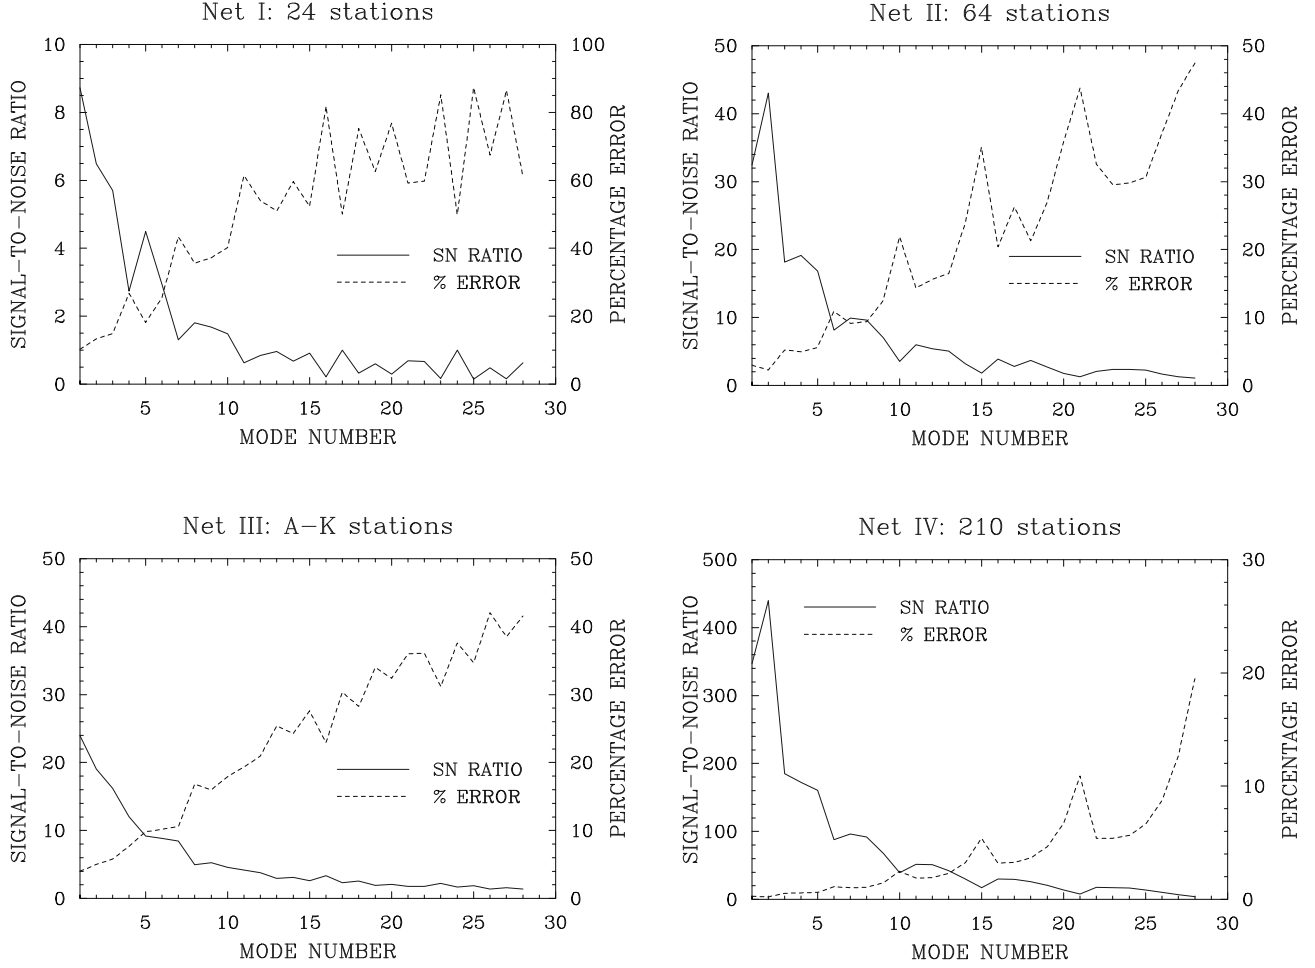 Net I: 24 stations
10
8
6
4
2
0
100
80
60
40
20
0
5 10 15 20 25 30
SIGNAL-TO-NOISE RATIO
PERCENTAGE ERROR
MODE NUMBER
SN RATIO
% ERROR
Net II: 64 stations
50
40
30
20
10
0
50
40
30
20
10
0
5 10 15 20 25 30
SIGNAL-TO-NOISE RATIO
PERCENTAGE ERROR
MODE NUMBER
SN RATIO
% ERROR
Net III: A-K stations
50
40
30
20
10
0
50
40
30
20
10
0
5 10 15 20 25 30
SIGNAL-TO-NOISE RATIO
PERCENTAGE ERROR
MODE NUMBER
SN RATIO
% ERROR
Net IV: 210 stations
500
400
300
200
100
0
30
20
10
0
5 10 15 20 25 30
SIGNAL-TO-NOISE RATIO
PERCENTAGE ERROR
MODE NUMBER
SN RATIO
% ERROR